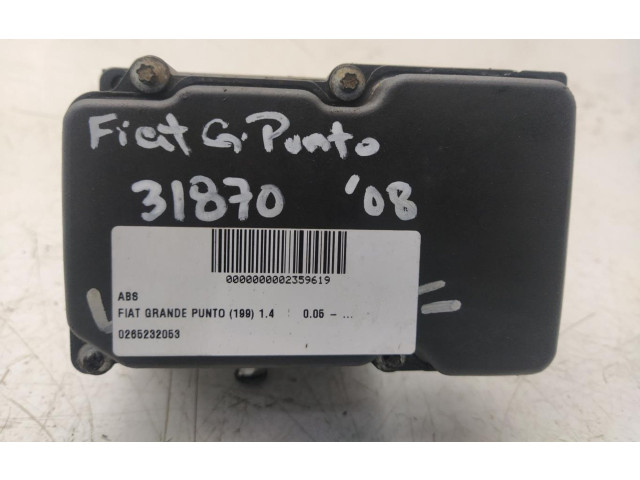 Fiat G. Punto
31870 '08
0000000002359619
ABS
FIAT GRANDE PUNTO (199) 1.4 0.05 - ...
0265232053